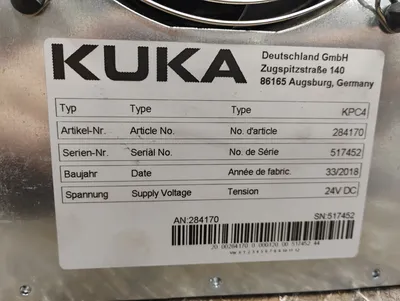 KUKA
Deutschland GmbH
Zugspitzstraße 140
86165 Augsburg, Germany
Typ Type Type KPC4
Artikel-Nr. Article No. No. d'article 284170
Serien-Nr. Serial No. No. de Série 517452
Baujahr Date Année de fabric. 33/2018
Spannung Supply Voltage Tension 24V DC
AN:284170 SN:517452